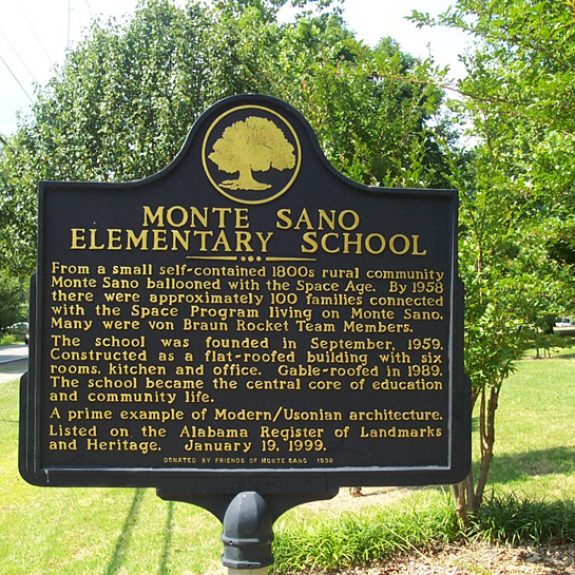 MONTE SANO
ELEMENTARY SCHOOL
From a small self-contained 1800s rural community
Monte Sano ballooned with the Space Age. By 1958
there were approximately 100 families connected
with the Space Program living on Monte Sano.
Many were von Braun Rocket Team Members.
The school was founded in September, 1959.
Constructed as a flat-roofed building with six
rooms, kitchen and office. Gable-roofed in 1989.
The school became the central core of education
and community life.
A prime example of Modern/Usonian architecture.
Listed on the Alabama Register of Landmarks
and Heritage. January 19, 1999.
DONATED BY FRIENDS OF MONTE SANO